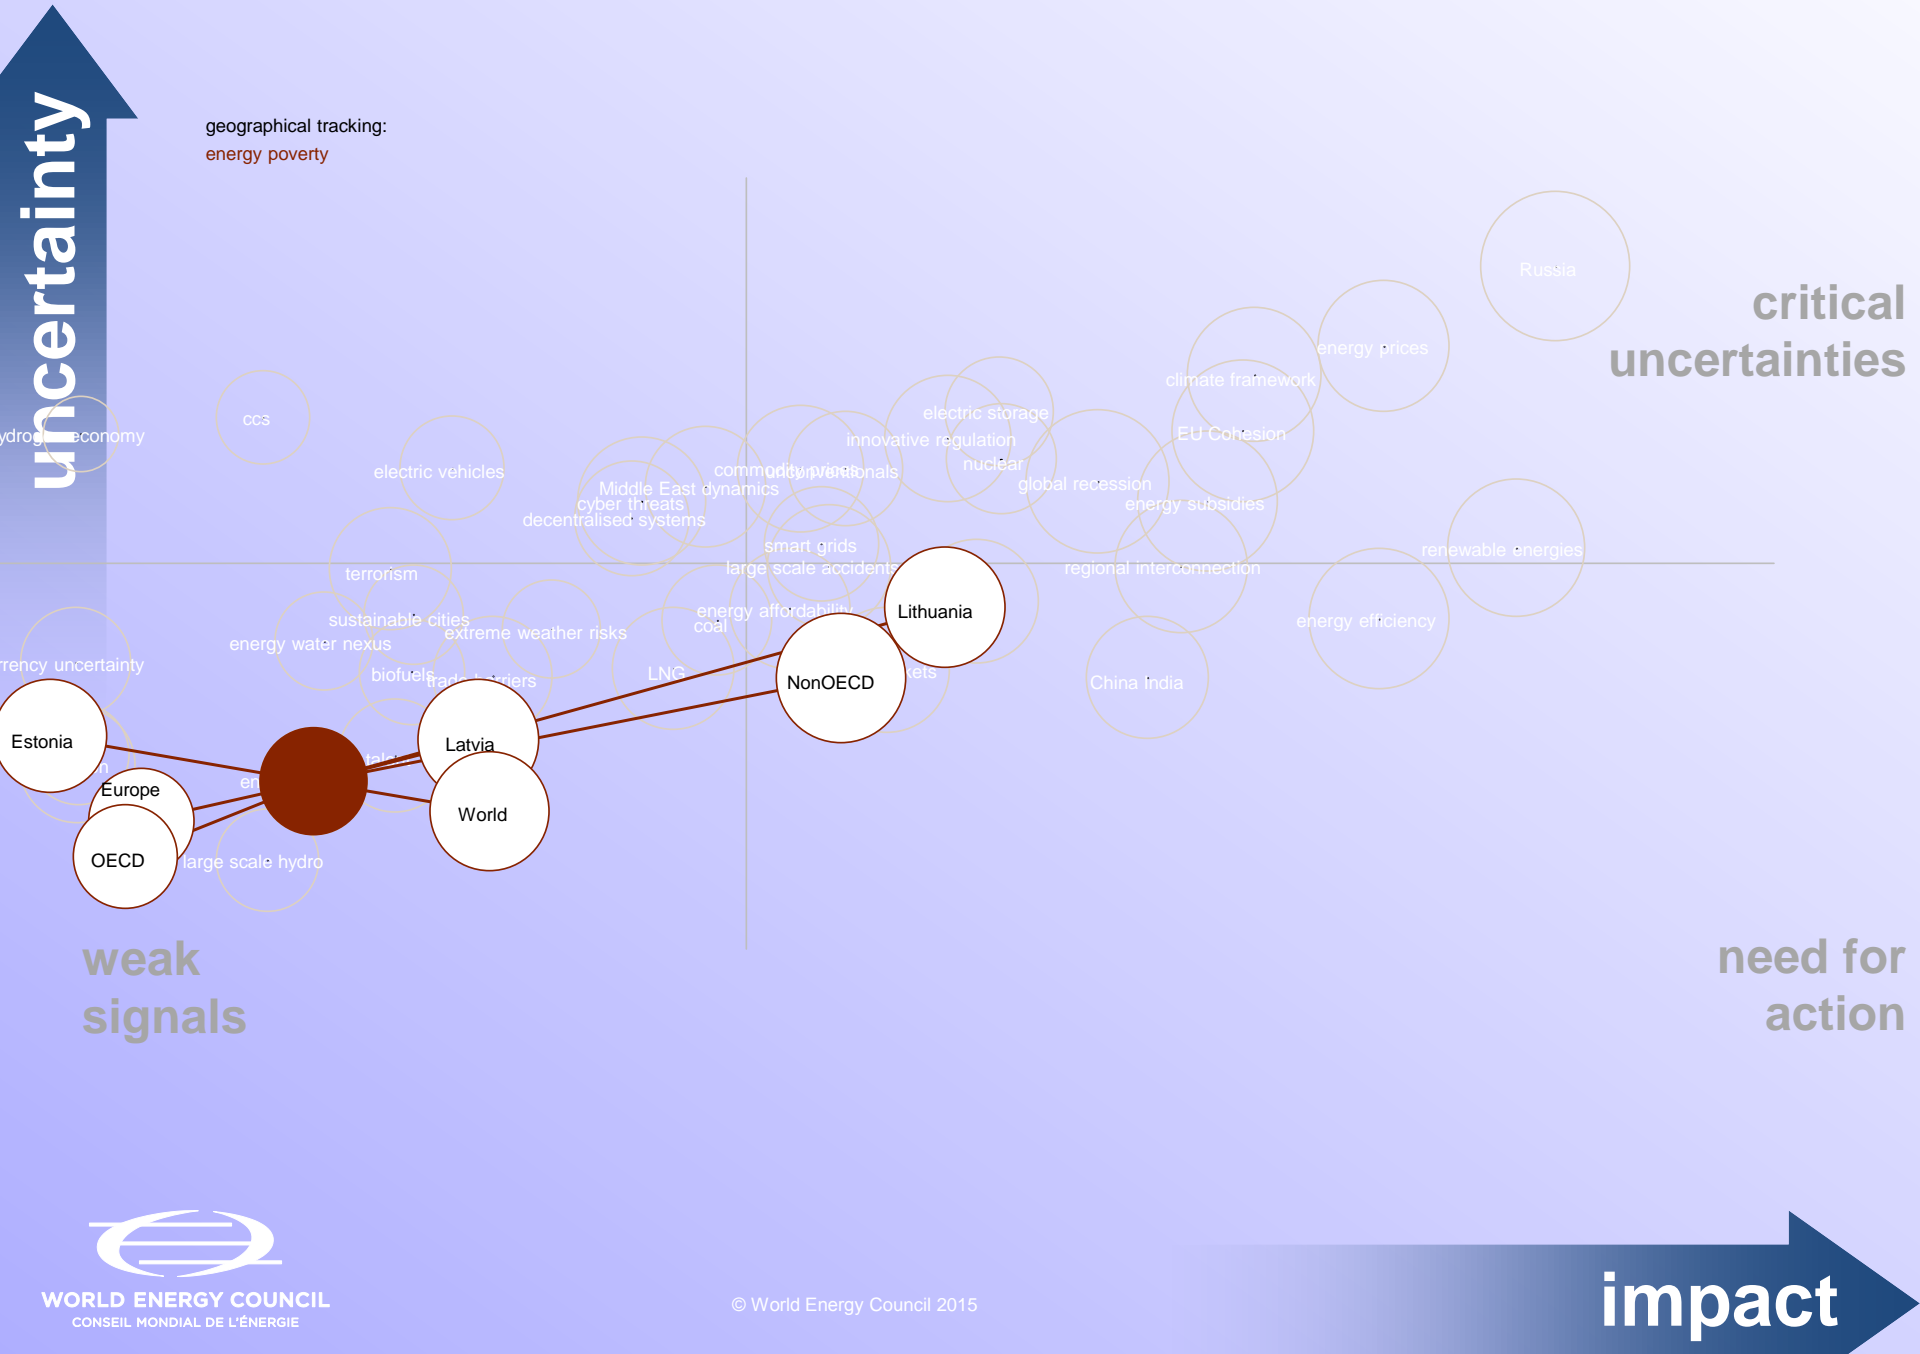 uncertainty
geographical tracking:
energy poverty
Russia
critical
uncertainties
energy prices
climate framework
ccs
electric storage
economy
EU Cohesion
innovative regulation
nuclear
electric vehicles
commodity prices
unconventionals
global recession
Middle East dynamics
cyber threats
energy subsidies
decentralised systems
smart grids
renewable energies
large scale accidents
regional interconnection
terrorism
energy affordability
Lithuania
sustainable cities
energy efficiency
coal
extreme weather risks
energy water nexus
uncertainty
biofuels
trade barriers
LNG
NonOECD
China India
Estonia
Latvia
Europe
World
OECD
large scale hydro
weak
signals
need for
action
WORLD ENERGY COUNCIL
CONSEIL MONDIAL DE L'ÉNERGIE
© World Energy Council 2015
impact